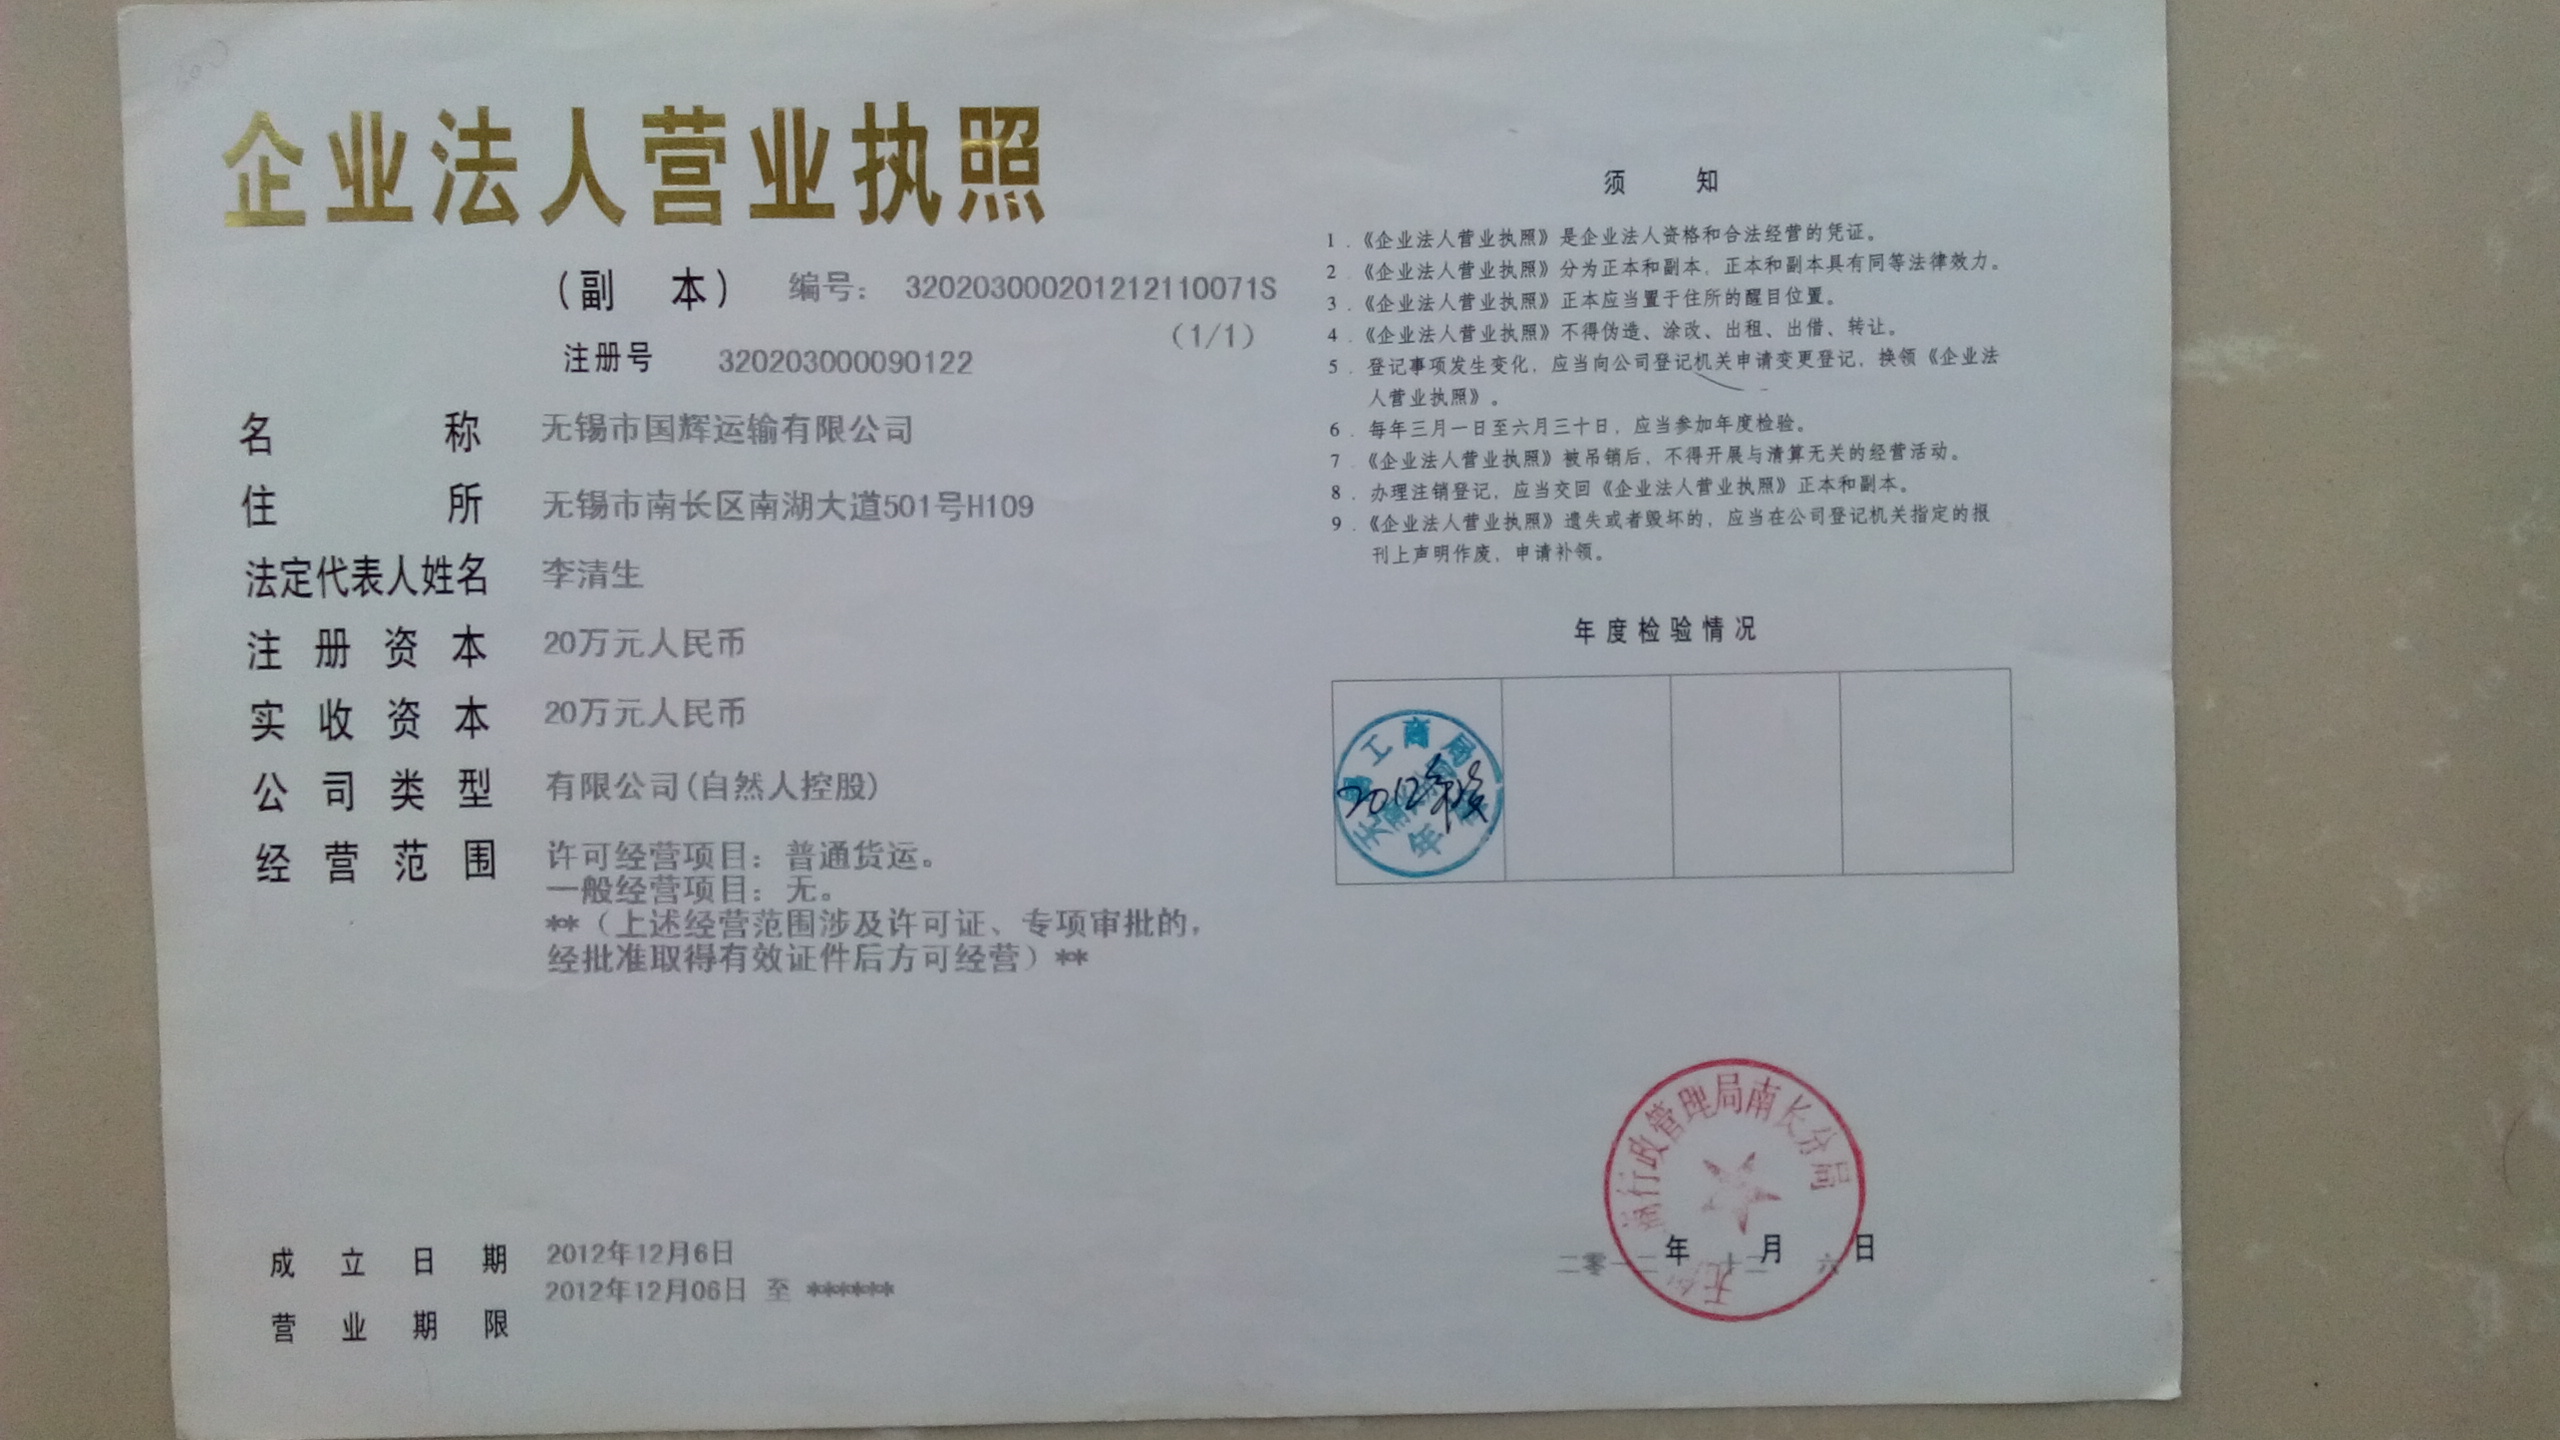 企业法人营业执照
（副 本） 编号： 320203000201212110071S
（1/1）
注册号 320203000090122
名 称 无锡市国辉运输有限公司
住 所 无锡市南长区南湖大道501号H109
法定代表人姓名 李清生
注 册 资 本 20万元人民币
实 收 资 本 20万元人民币
公 司 类 型 有限公司(自然人控股)
经 营 范 围 许可经营项目：普通货运。
一般经营项目：无。
**（上述经营范围涉及许可证、专项审批的，
经批准取得有效证件后方可经营）**
成 立 日 期 2012年12月6日
2012年12月06日 至 ******
营 业 期 限
须 知
1．《企业法人营业执照》是企业法人资格和合法经营的凭证。
2．《企业法人营业执照》分为正本和副本，正本和副本具有同等法律效力。
3．《企业法人营业执照》正本应当置于住所的醒目位置。
4．《企业法人营业执照》不得伪造、涂改、出租、出借、转让。
5．登记事项发生变化，应当向公司登记机关申请变更登记，换领《企业法
人营业执照》。
6．每年三月一日至六月三十日，应当参加年度检验。
7．《企业法人营业执照》被吊销后，不得开展与清算无关的经营活动。
8．办理注销登记，应当交回《企业法人营业执照》正本和副本。
9．《企业法人营业执照》遗失或者毁坏的，应当在公司登记机关指定的报
刊上声明作废，申请补领。
年度检验情况
工商局
2012
年
商行政管理局南长分局
二零一二年十二月六日